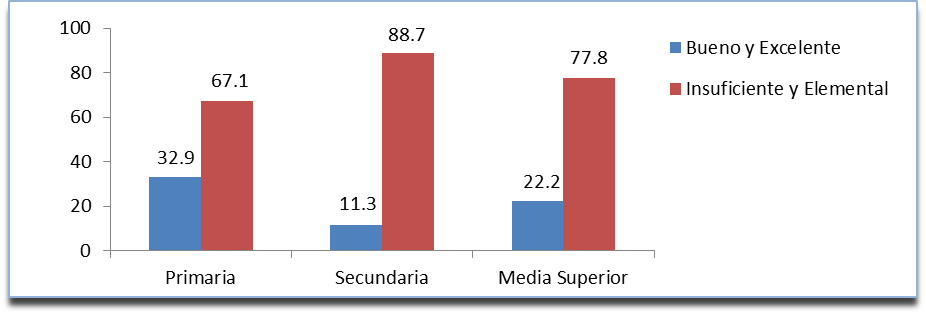 100
80
60
40
20
0
32.9
67.1
11.3
88.7
22.2
77.8
Primaria
Secundaria
Media Superior
Bueno y Excelente
Insuficiente y Elemental